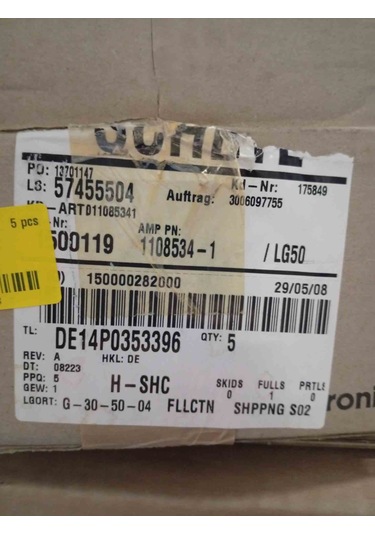 PO: 13701147
Kd-Nr: 175849
LS: 57455504
Auftrag: 3006097755
KD-ART011085341
-Nr:
AMP PN:
500119 1108534-1 /LG50
5 pcs
150000282000 29/05/08
TL: DE14P0353396 QTY: 5
REV: A HKL: DE
DT: 08223
PPQ: 5 H-SHC SKIDS FULLS PRTLS
GEW: 1 0 1 0
LGORT: G-30-50-04 FLLCTN SHPPNG S02